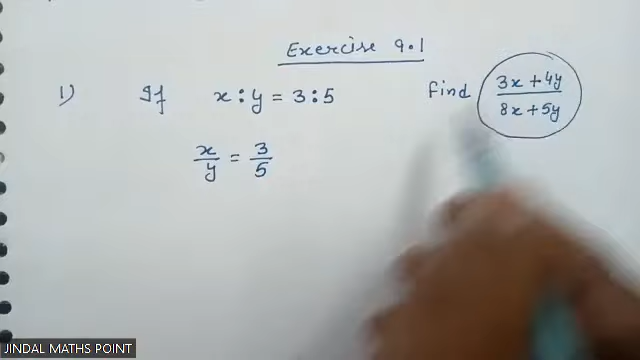 Exercise 9.1
1) If x:y = 3:5 find (3x+4y)/(8x+5y)
x/y = 3/5
JINDAL MATHS POINT